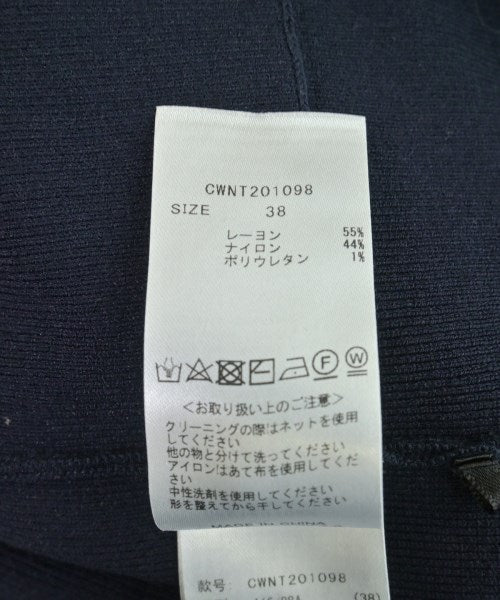 CWNT201098
SIZE 38
レーヨン 55%
ナイロン 44%
ポリウレタン 1%
F W
<お取り扱い上のご注意>
クリーニングの際はネットを使用
してください
他の物と分けて洗ってください
アイロンはあて布を使用してくだ
さい
中性洗剤を使用してください
形を整えてから干してください
MADE IN CHINA
款号: CWNT201098
(38)